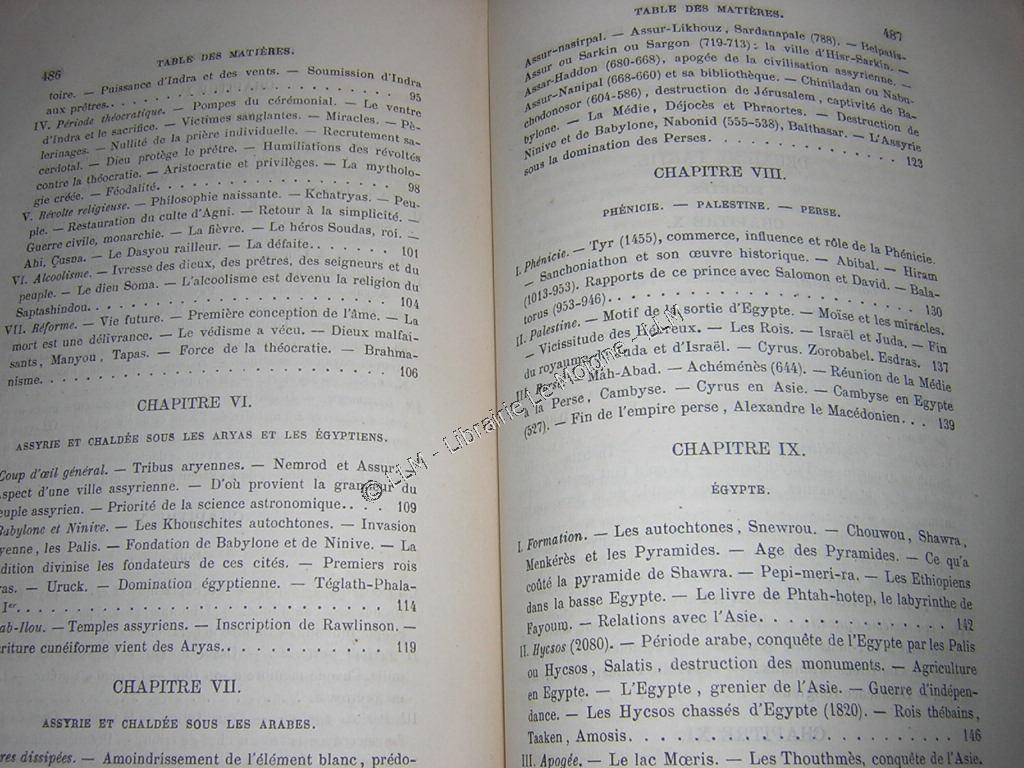 486
TABLE DES MATIÈRES.
toire. — Puissance d'Indra et des vents. — Soumission d'Indra
aux prêtres. 95
IV. Période théocratique. — Pompes du cérémonial. — Le ventre
d'Indra et le sacrifice. — Victimes sanglantes. — Miracles. — Pè-
lerinages. — Nullité de la prière individuelle. — Recrutement sa-
cerdotal. — Dieu protège le prêtre. — Humiliations des révoltés
contre la théocratie. — Aristocratie et privilèges. — La mytholo-
gie créée. — Féodalité. 98
V. Révolte religieuse. — Philosophie naissante. — Kchatryas. — Peu-
ple. — Restauration du culte d'Agni. — Retour à la simplicité. —
Guerre civile, monarchie. — La fièvre. — Le héros Soudas, roi. —
Ahi, Çusna. — Le Dasyou railleur. — La défaite. 101
VI. Alcoolisme. — Ivresse des dieux, des prêtres, des seigneurs et du
peuple. — Le dieu Soma. — L'alcoolisme est devenu la religion du
Saptashindou. 104
VII. Réforme. — Vie future. — Première conception de l'âme. — La
mort est une délivrance. — Le védisme a vécu. — Dieux malfai-
sants, Manyou, Tapas. — Force de la théocratie. — Brahma-
nisme. 106
CHAPITRE VI.
ASSYRIE ET CHALDÉE SOUS LES ARYAS ET LES ÉGYPTIENS.
Coup d'œil général. — Tribus aryennes. — Nemrod et Assur. —
aspect d'une ville assyrienne. — D'où provient la grandeur du
euple assyrien. — Priorité de la science astronomique. 109
Babylone et Ninive. — Les Khouschites autochtones. — Invasion
yenne, les Palis. — Fondation de Babylone et de Ninive. — La
dition divinise les fondateurs de ces cités. — Premiers rois
ras. — Uruck. — Domination égyptienne. — Téglath-Phala-
Ier. 114
ab-Ilou. — Temples assyriens. — Inscription de Rawlinson. —
riture cunéiforme vient des Aryas. 119
CHAPITRE VII.
ASSYRIE ET CHALDÉE SOUS LES ARABES.
res dissipées. — Amoindrissement de l'élément blanc, prédo-
TABLE DES MATIÈRES.
487
Assur-nasirpal. — Assur-Likhouz, Sardanapale (788). — Belpatis-
Assur ou Sarkin ou Sargon (719-713): la ville d'Hisr-Sarkin. —
Assar-Haddon (680-668), apogée de la civilisation assyrienne. —
Assur-Nanipal (668-660) et sa bibliothèque. — Chiniladan ou Nabu-
chodonosor (604-586), destruction de Jérusalem, captivité de Ba-
bylone. — La Médie, Déjocès et Phraortes. — Destruction de
Ninive et de Babylone, Nabonid (555-538), Balthasar. — L'Assyrie
sous la domination des Perses. 123
CHAPITRE VIII.
PHÉNICIE. — PALESTINE. — PERSE.
I. Phénicie. — Tyr (1455), commerce, influence et rôle de la Phénicie.
— Sanchoniathon et son œuvre historique. — Abibal. — Hiram
(1013-953). Rapports de ce prince avec Salomon et David. — Bala-
torus (953-946). 130
II. Palestine. — Motif de la sortie d'Egypte. — Moïse et les miracles.
— Vicissitude des Hébreux. — Les Rois. — Israël et Juda. — Fin
du royaume de Juda et d'Israël. — Cyrus. Zorobabel. Esdras. 137
III. Perse. — Mâh-Abad. — Achéménès (644). — Réunion de la Médie
à la Perse, Cambyse. — Cyrus en Asie. — Cambyse en Egypte
(527). — Fin de l'empire perse, Alexandre le Macédonien. 139
CHAPITRE IX.
ÉGYPTE.
I. Formation. — Les autochtones, Snewrou. — Chouwou, Shawra,
Menkérès et les Pyramides. — Age des Pyramides. — Ce qu'a
coûté la pyramide de Shawra. — Pepi-meri-ra. — Les Ethiopiens
dans la basse Egypte. — Le livre de Phtah-hotep, le labyrinthe de
Fayoum. — Relations avec l'Asie. 142
II. Hycsos (2080). — Période arabe, conquête de l'Egypte par les Palis
ou Hycsos, Salatis, destruction des monuments. — Agriculture
en Egypte. — L'Egypte, grenier de l'Asie. — Guerre d'indépen-
dance. — Les Hycsos chassés d'Egypte (1820). — Rois thébains,
Taaken, Amosis. 146
III. Apogée. — Le lac Mœris. — Les Thouthmès, conquête de l'Asie.
© LLM - Librairie Le Moigne - LLM